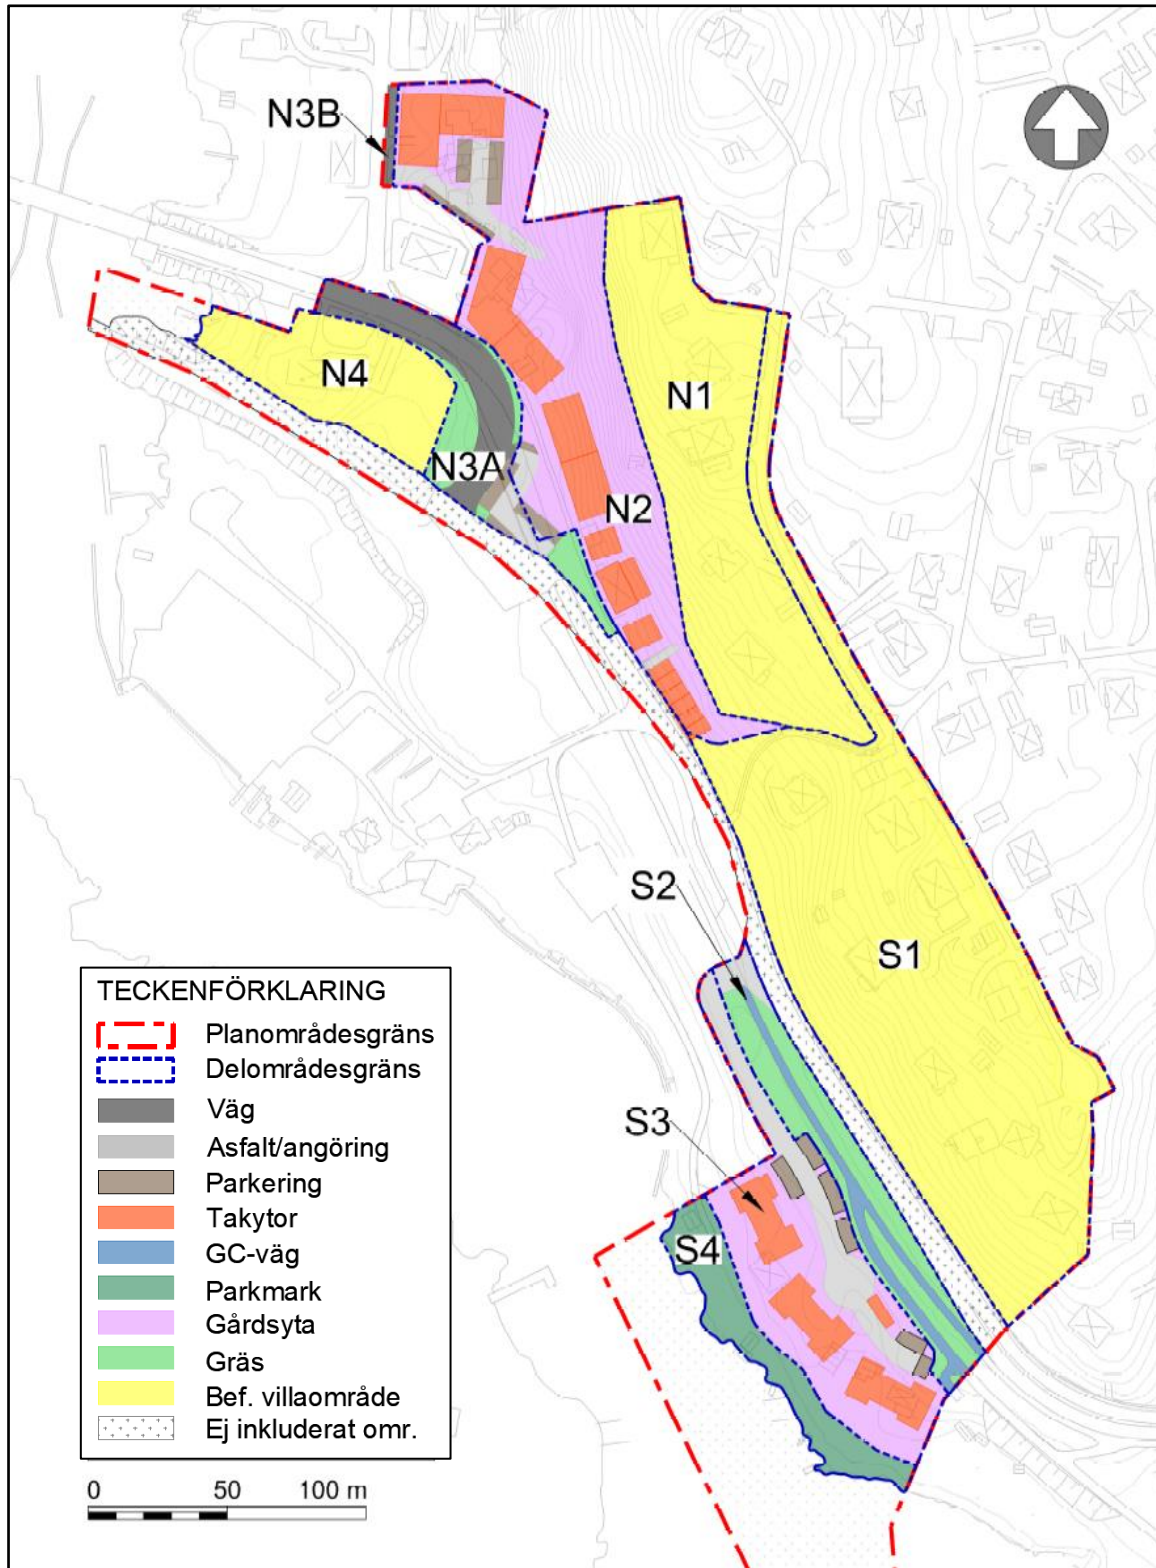 N3B
N4
N1
N3A
N2
S2
S1
S3
S4
TECKENFÖRKLARING
Planområdesgräns
Delområdesgräns
Väg
Asfalt/angöring
Parkering
Takytor
GC-väg
Parkmark
Gårdsyta
Gräs
Bef. villaområde
Ej inkluderat omr.
0 50 100 m